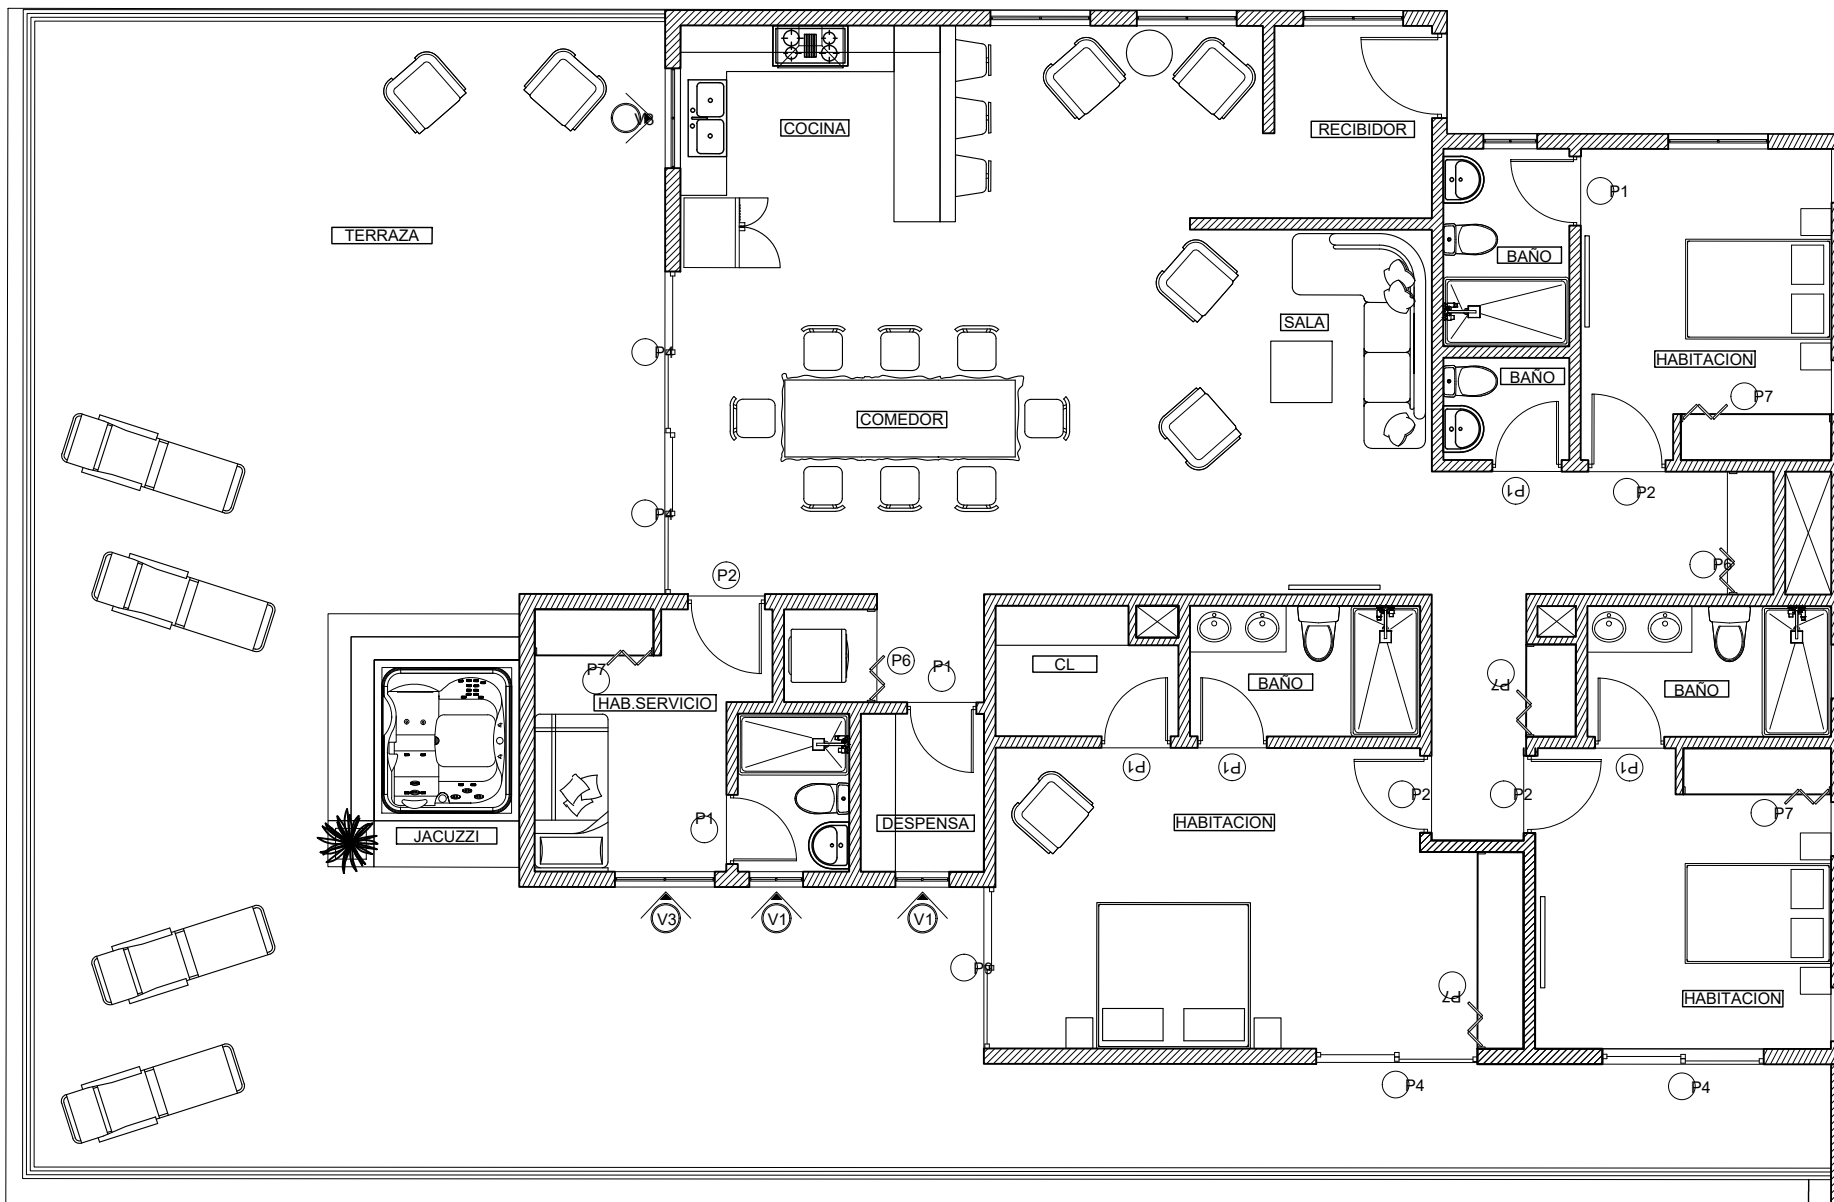 COCINA
RECIBIDOR
P1
TERRAZA
BAÑO
SALA
P4
HABITACION
BAÑO
P7
COMEDOR
P1
P2
P4
P6
P2
P6
P1
CL
BAÑO
P7
BAÑO
P7
HAB.SERVICIO
P1
P1
P1
P2
P2
P7
P1
DESPENSA
HABITACION
JACUZZI
V3
V1
V1
P7
HABITACION
P4
P4